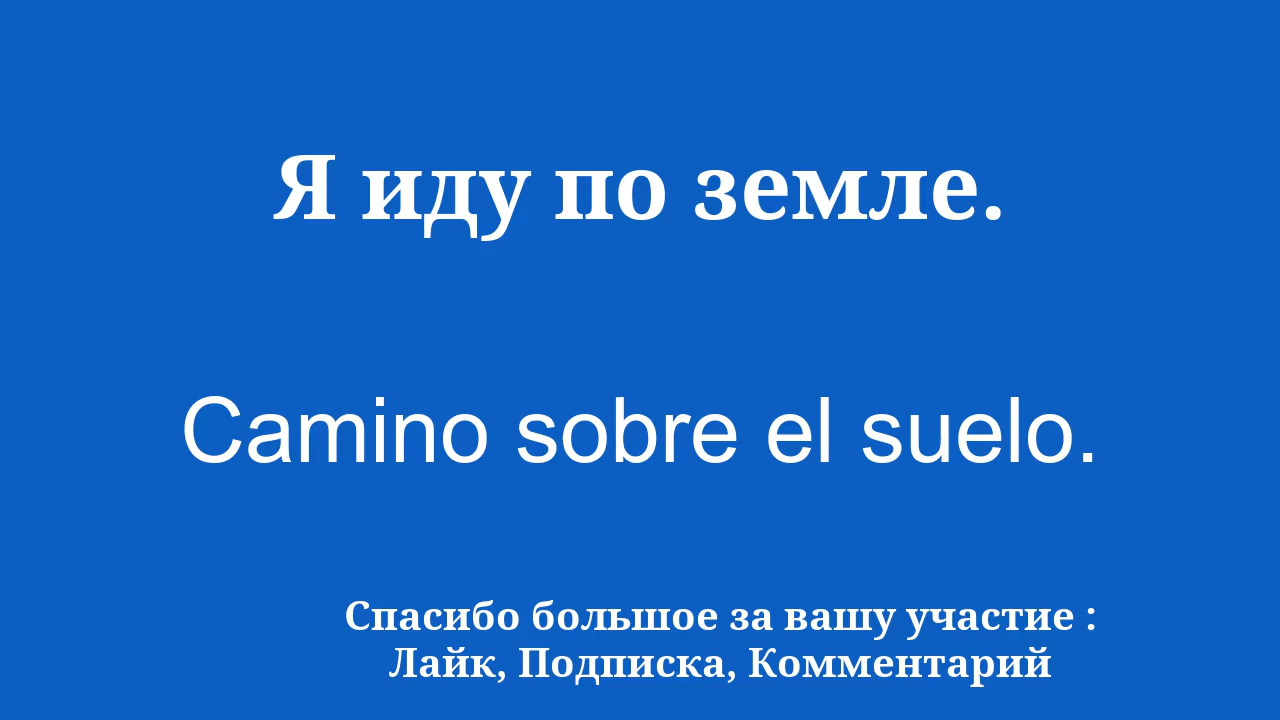 Я иду по земле.
Camino sobre el suelo.
Спасибо большое за вашу участие :
Лайк, Подписка, Комментарий